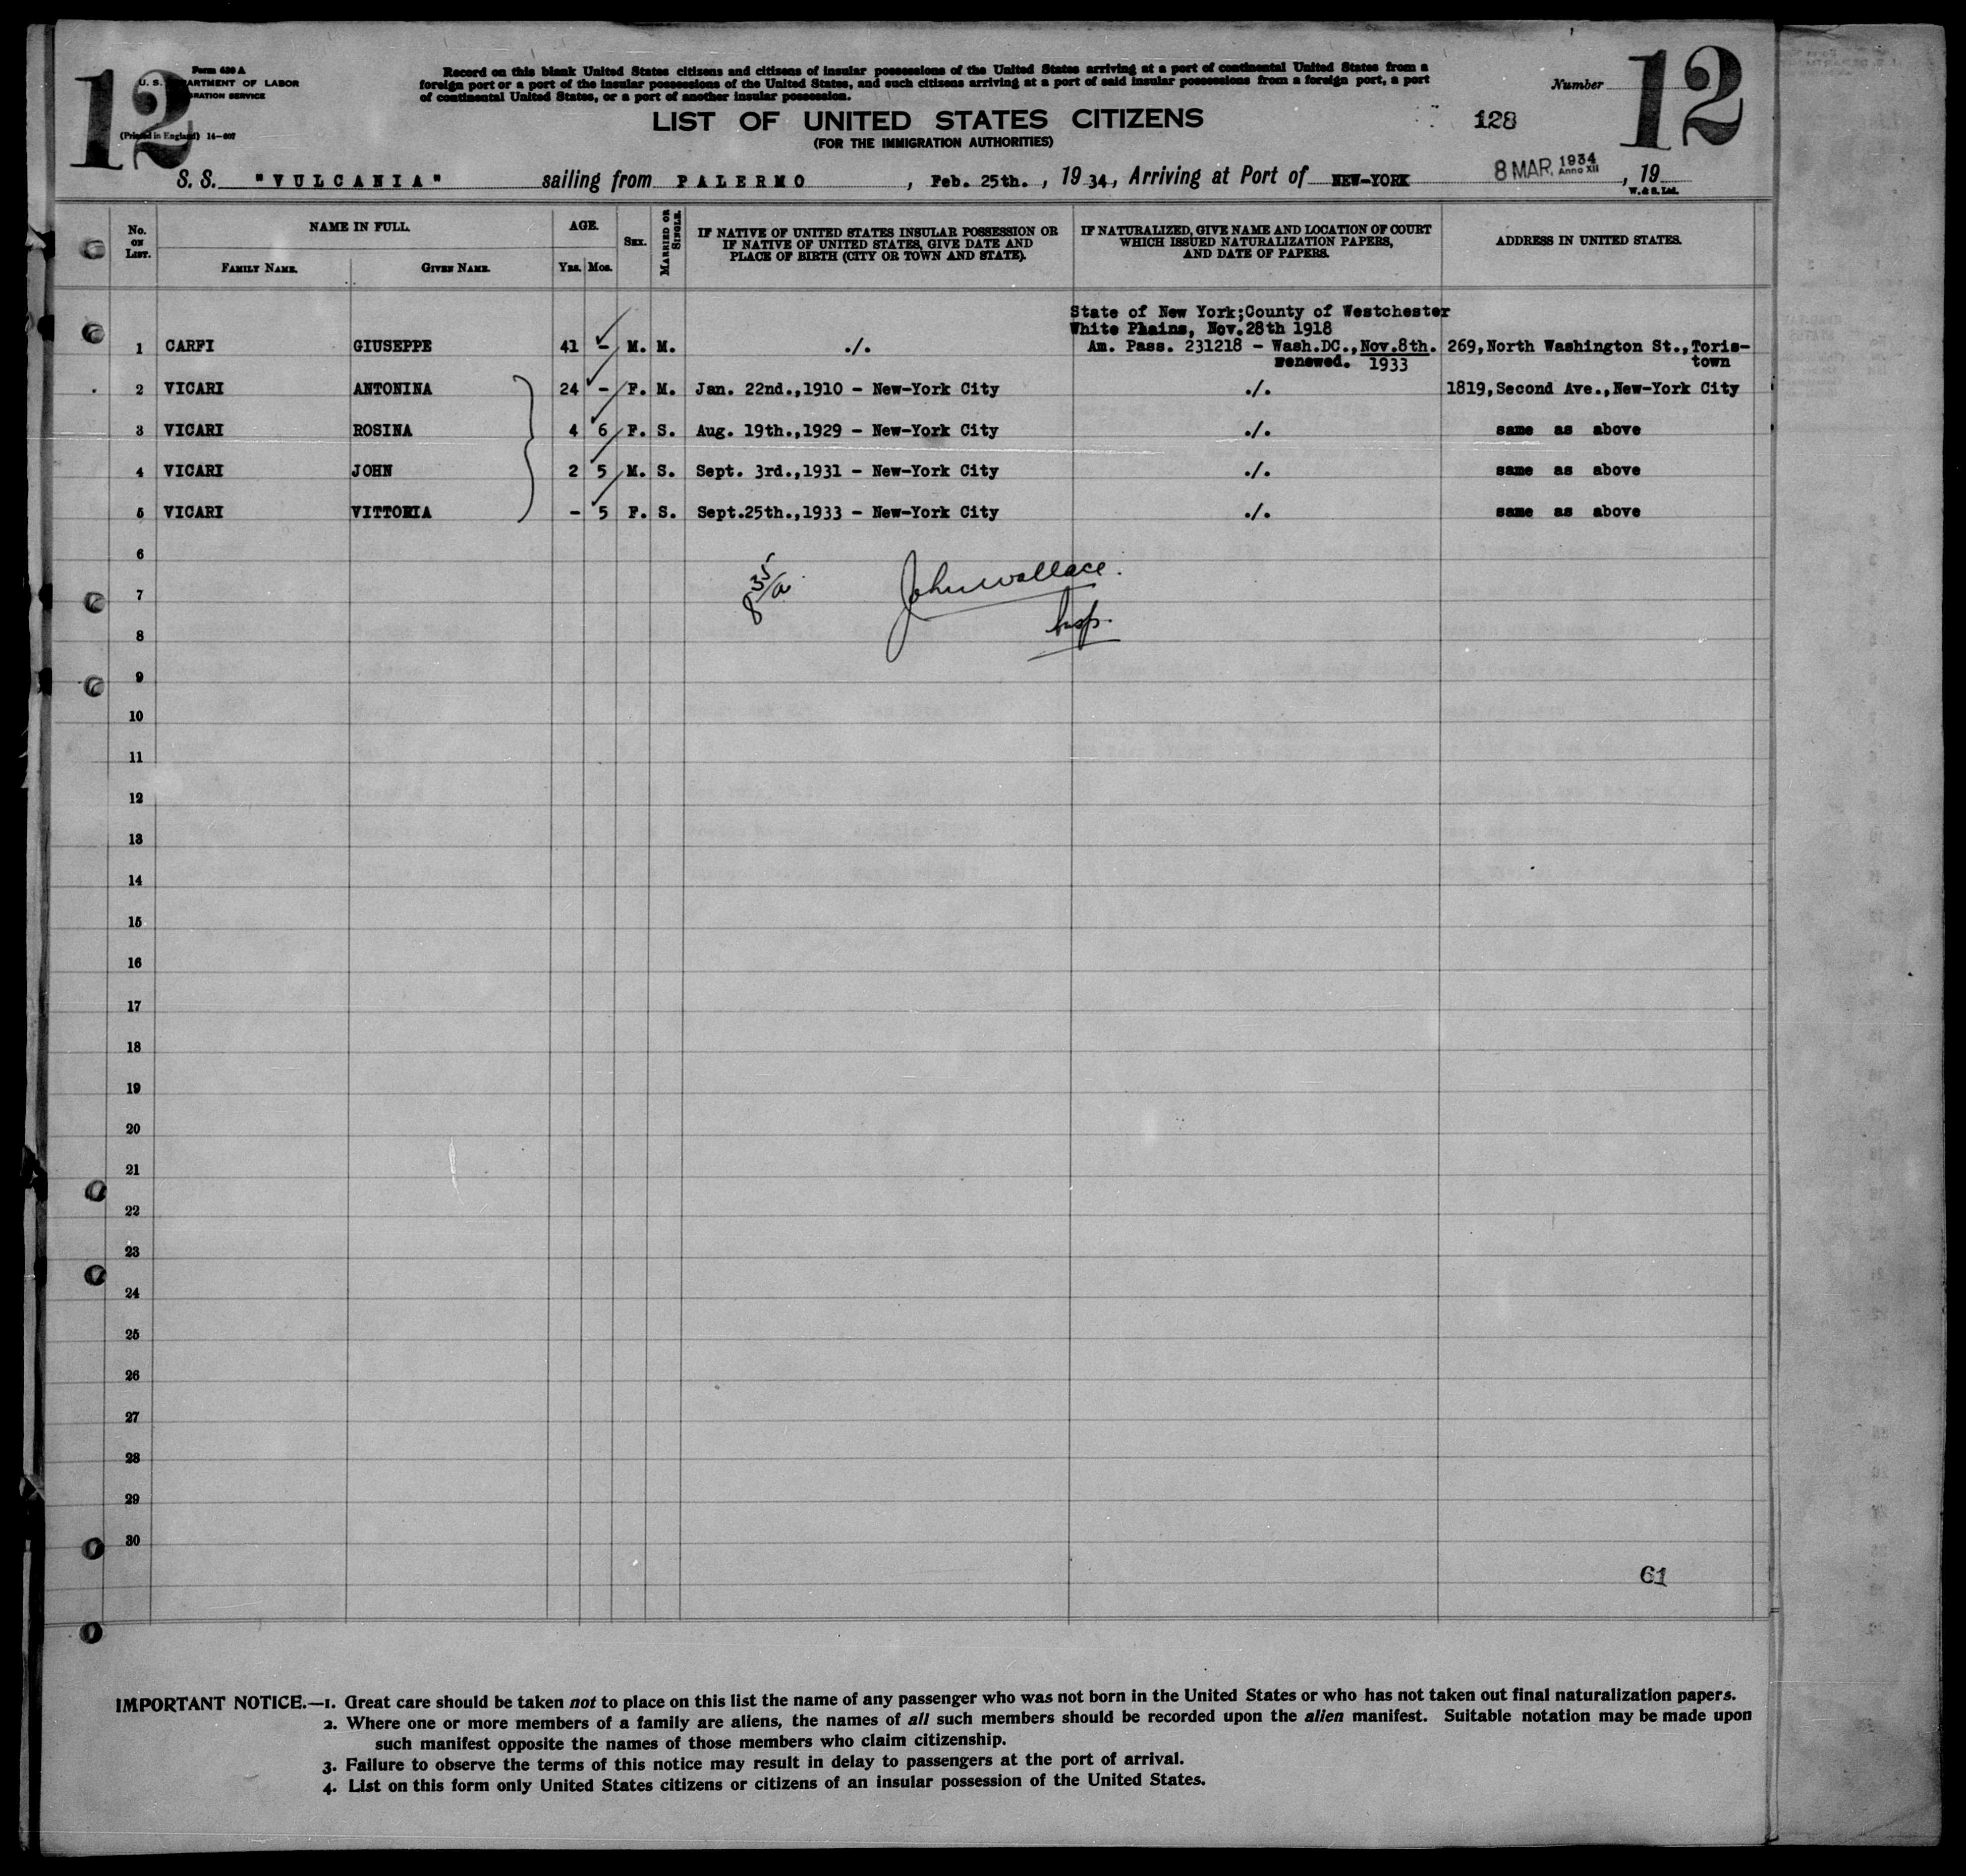 12
Form 630 A
U. S. DEPARTMENT OF LABOR
IMMIGRATION SERVICE
(Printed in England) 14-607
Record on this blank United States citizens and citizens of insular possessions of the United States arriving at a port of continental United States from a
foreign port or a port of the insular possessions of the United States, and such citizens arriving at a port of said insular possessions from a foreign port, a port
of continental United States, or a port of another insular possession.
LIST OF UNITED STATES CITIZENS
(FOR THE IMMIGRATION AUTHORITIES)
Number
12
128
S. S. "VULCANIA" sailing from PALERMO, Feb. 25th., 19 34, Arriving at Port of NEW-YORK 8 MAR. 1934 Anno XII, 19
W. & S. Ltd.
No. ON LIST. NAME IN FULL. AGE. SEX. MARRIED OR SINGLE. IF NATIVE OF UNITED STATES INSULAR POSSESSION OR IF NATIVE OF UNITED STATES, GIVE DATE AND PLACE OF BIRTH (CITY OR TOWN AND STATE). IF NATURALIZED, GIVE NAME AND LOCATION OF COURT WHICH ISSUED NATURALIZATION PAPERS, AND DATE OF PAPERS. ADDRESS IN UNITED STATES.
FAMILY NAME. GIVEN NAME. Yrs. Mos.
State of New York;County of Westchester
White Plains, Nov.28th 1918
1 CARFI GIUSEPPE 41 - M. M. ./. Am. Pass. 231218 - Wash.DC.,Nov.8th. 269,North Washington St.,Toris-
renewed. 1933 town
2 VICARI ANTONINA 24 - F. M. Jan. 22nd.,1910 - New-York City ./. 1819,Second Ave.,New-York City
3 VICARI ROSINA 4 6 F. S. Aug. 19th.,1929 - New-York City ./. same as above
4 VICARI JOHN 2 5 M. S. Sept. 3rd.,1931 - New-York City ./. same as above
5 VICARI VITTORIA - 5 F. S. Sept.25th.,1933 - New-York City ./. same as above
6
8 35/a John Wallace.
7
Insp.
8
9
10
11
12
13
14
15
16
17
18
19
20
21
22
23
24
25
26
27
28
29
30
61
IMPORTANT NOTICE.—1. Great care should be taken not to place on this list the name of any passenger who was not born in the United States or who has not taken out final naturalization papers.
2. Where one or more members of a family are aliens, the names of all such members should be recorded upon the alien manifest. Suitable notation may be made upon
such manifest opposite the names of those members who claim citizenship.
3. Failure to observe the terms of this notice may result in delay to passengers at the port of arrival.
4. List on this form only United States citizens or citizens of an insular possession of the United States.